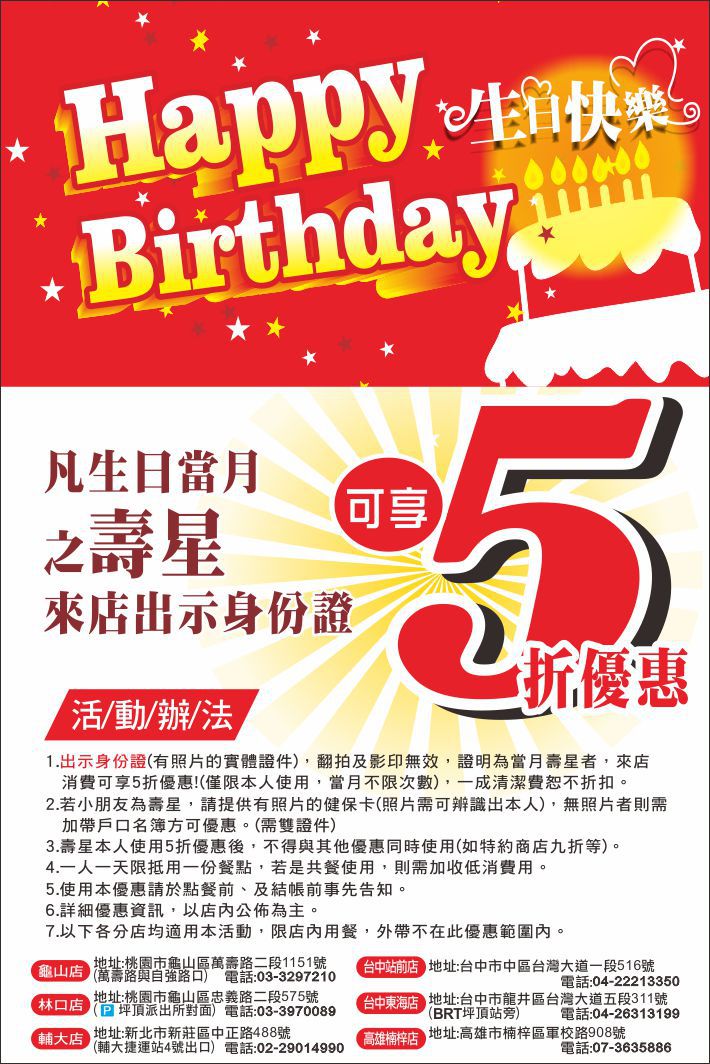 Happy
Birthday
生日快樂
凡生日當月
之壽星
來店出示身份證
可享
5
折優惠
活/動/辦/法
1.出示身份證(有照片的實體證件)，翻拍及影印無效，證明為當月壽星者，來店
消費可享5折優惠!(僅限本人使用，當月不限次數)，一成清潔費恕不折扣。
2.若小朋友為壽星，請提供有照片的健保卡(照片需可辨識出本人)，無照片者則需
加帶戶口名簿方可優惠。(需雙證件)
3.壽星本人使用5折優惠後，不得與其他優惠同時使用(如特約商店九折等)。
4.一人一天限抵用一份餐點，若是共餐使用，則需加收低消費用。
5.使用本優惠請於點餐前、及結帳前事先告知。
6.詳細優惠資訊，以店內公佈為主。
7.以下各分店均適用本活動，限店內用餐，外帶不在此優惠範圍內。
龜山店 地址:桃園市龜山區萬壽路二段1151號
(萬壽路與自強路口) 電話:03-3297210
林口店 地址:桃園市龜山區忠義路二段575號
(P 坪頂派出所對面) 電話:03-3970089
輔大店 地址:新北市新莊區中正路488號
(輔大捷運站4號出口) 電話:02-29014990
台中站前店 地址:台中市中區台灣大道一段516號
電話:04-22213350
台中東海店 地址:台中市龍井區台灣大道五段311號
(BRT坪頂站旁) 電話:04-26313199
高雄楠梓店 地址:高雄市楠梓區軍校路908號
電話:07-3635886